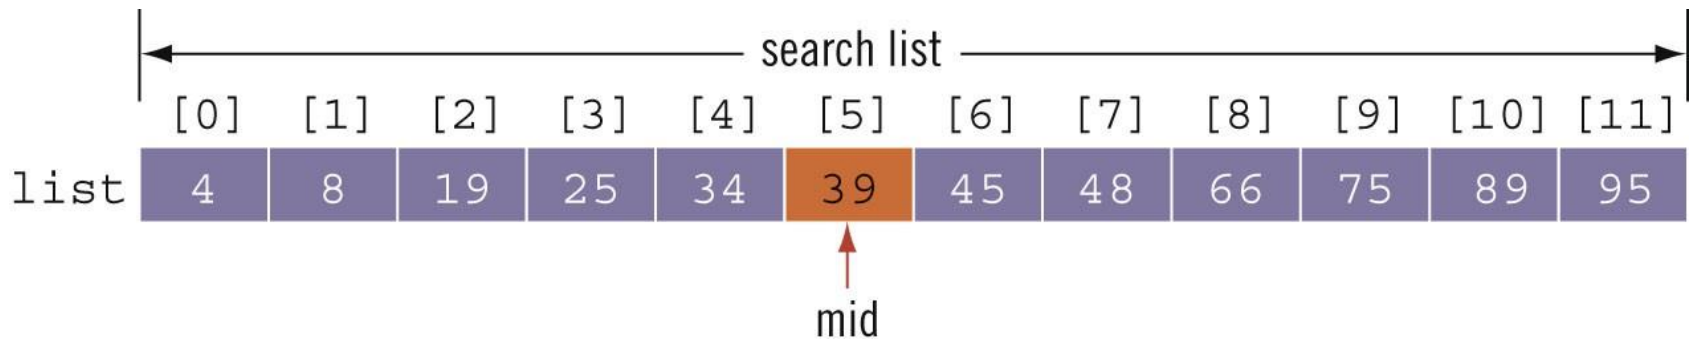 search list
[0] [1] [2] [3] [4] [5] [6] [7] [8] [9] [10] [11]
list 4 8 19 25 34 39 45 48 66 75 89 95
mid